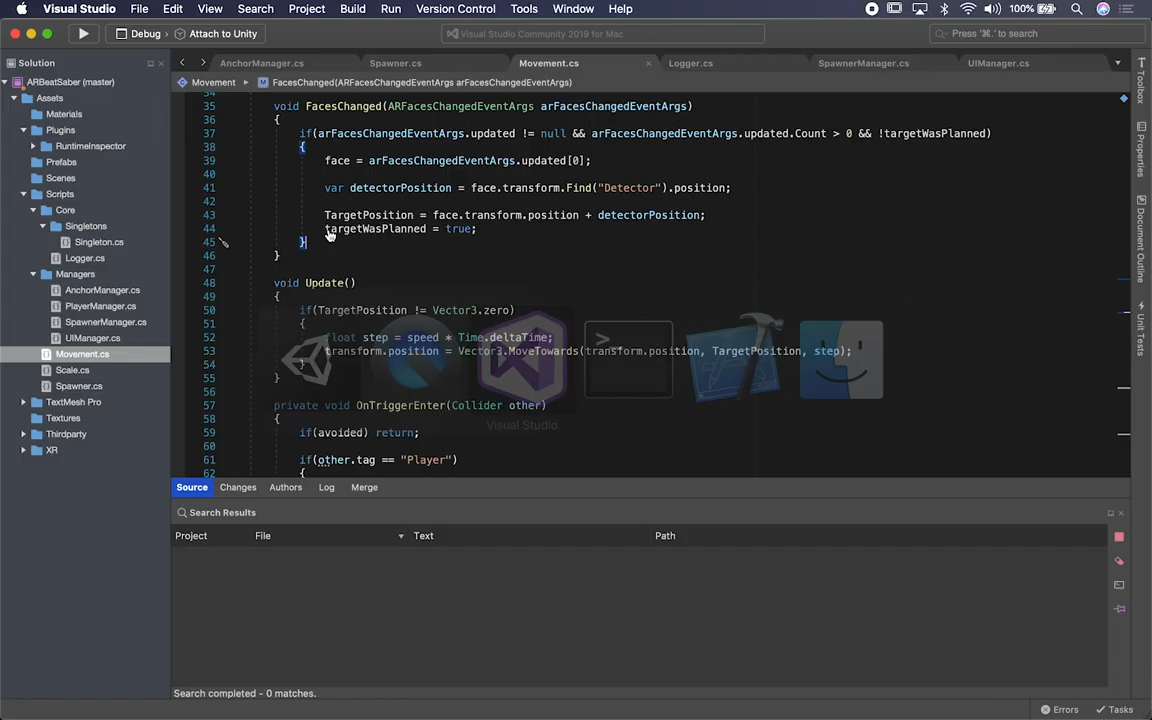 Visual Studio File Edit View Search Project Build Run Version Control Tools Window Help 100%
Debug Attach to Unity Visual Studio Community 2019 for Mac Press '⌘.' to search
Solution
ARBeatSaber (master)
Assets
Materials
Plugins
RuntimeInspector
Prefabs
Scenes
Scripts
Core
Singletons
Singleton.cs
Logger.cs
Managers
AnchorManager.cs
PlayerManager.cs
SpawnerManager.cs
UIManager.cs
Movement.cs
Scale.cs
Spawner.cs
TextMesh Pro
Textures
Thirdparty
XR
AnchorManager.cs Spawner.cs Movement.cs Logger.cs SpawnerManager.cs UIManager.cs
Movement FacesChanged(ARFacesChangedEventArgs arFacesChangedEventArgs)
34
35 void FacesChanged(ARFacesChangedEventArgs arFacesChangedEventArgs)
36 {
37 if(arFacesChangedEventArgs.updated != null && arFacesChangedEventArgs.updated.Count > 0 && !targetWasPlanned)
38 {
39 face = arFacesChangedEventArgs.updated[0];
40
41 var detectorPosition = face.transform.Find("Detector").position;
42
43 TargetPosition = face.transform.position + detectorPosition;
44 targetWasPlanned = true;
45 }
46 }
47
48 void Update()
49 {
50 if(TargetPosition != Vector3.zero)
51 {
52 float step = speed * Time.deltaTime;
53 transform.position = Vector3.MoveTowards(transform.position, TargetPosition, step);
54 }
55 }
56
57 private void OnTriggerEnter(Collider other)
58 {
59 if(avoided) return;
60
61 if(other.tag == "Player")
62 {
Visual Studio
Source Changes Authors Log Merge
Search Results
Project File Text Path
Search completed - 0 matches.
Toolbox
Properties
Document Outline
Unit Tests
Errors Tasks